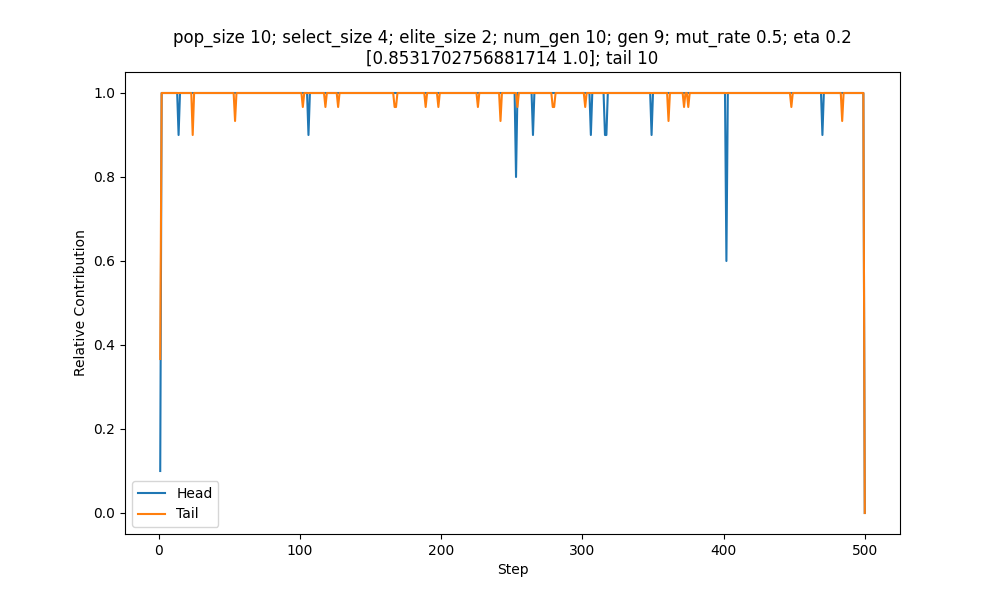 pop_size 10; select_size 4; elite_size 2; num_gen 10; gen 9; mut_rate 0.5; eta 0.2
[0.8531702756881714 1.0]; tail 10
1.0
0.8
0.6
0.4
0.2
0.0
Relative Contribution
Head
Tail
0
100
200
300
400
500
Step